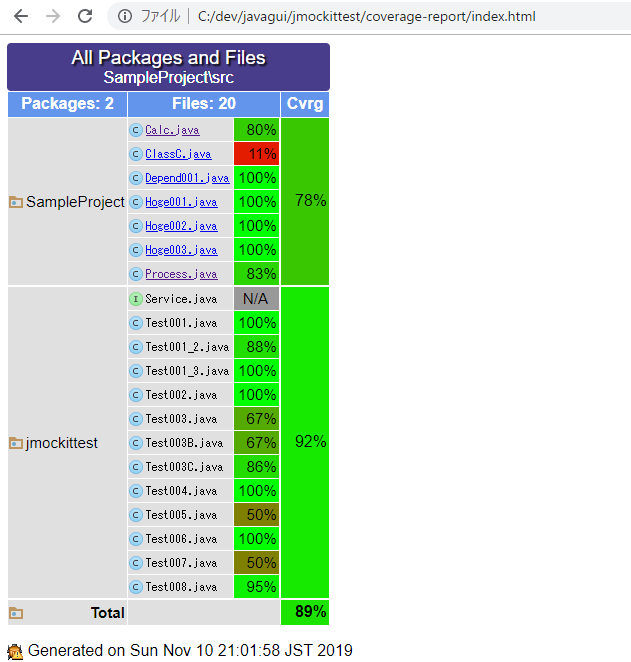 ファイル | C:/dev/javagui/jmockittest/coverage-report/index.html
All Packages and Files
SampleProject\src
Packages: 2 Files: 20 Cvrg
SampleProject 78%
C Calc.java 80%
C ClassC.java 11%
C Depend001.java 100%
C Hoge001.java 100%
C Hoge002.java 100%
C Hoge003.java 100%
C Process.java 83%
jmockittest 92%
I Service.java N/A
C Test001.java 100%
C Test001_2.java 88%
C Test001_3.java 100%
C Test002.java 100%
C Test003.java 67%
C Test003B.java 67%
C Test003C.java 86%
C Test004.java 100%
C Test005.java 50%
C Test006.java 100%
C Test007.java 50%
C Test008.java 95%
Total 89%
Generated on Sun Nov 10 21:01:58 JST 2019